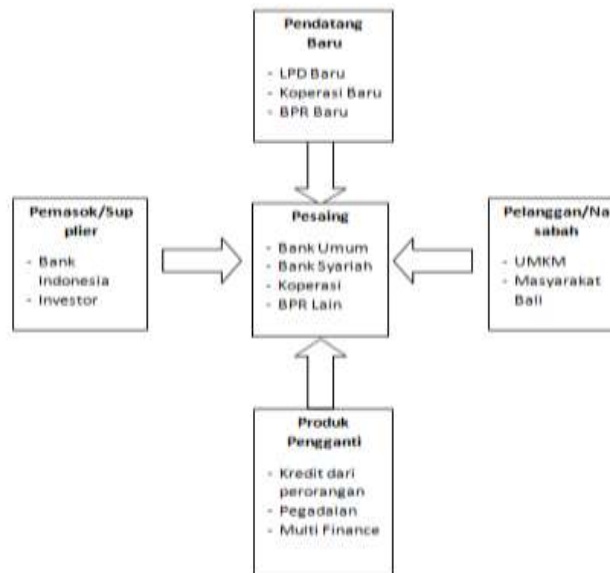 Pendatang
Baru
- LPD Baru
- Koperasi Baru
- BPR Baru
Pemasok/Sup
plier
- Bank
Indonesia
- Investor
Pesaing
- Bank Umum
- Bank Syariah
- Koperasi
- BPR Lain
Pelanggan/Na
sabah
- UMKM
- Masyarakat
Bali
Produk
Pengganti
- Kredit dari
perorangan
- Pegadaian
- Multi Finance